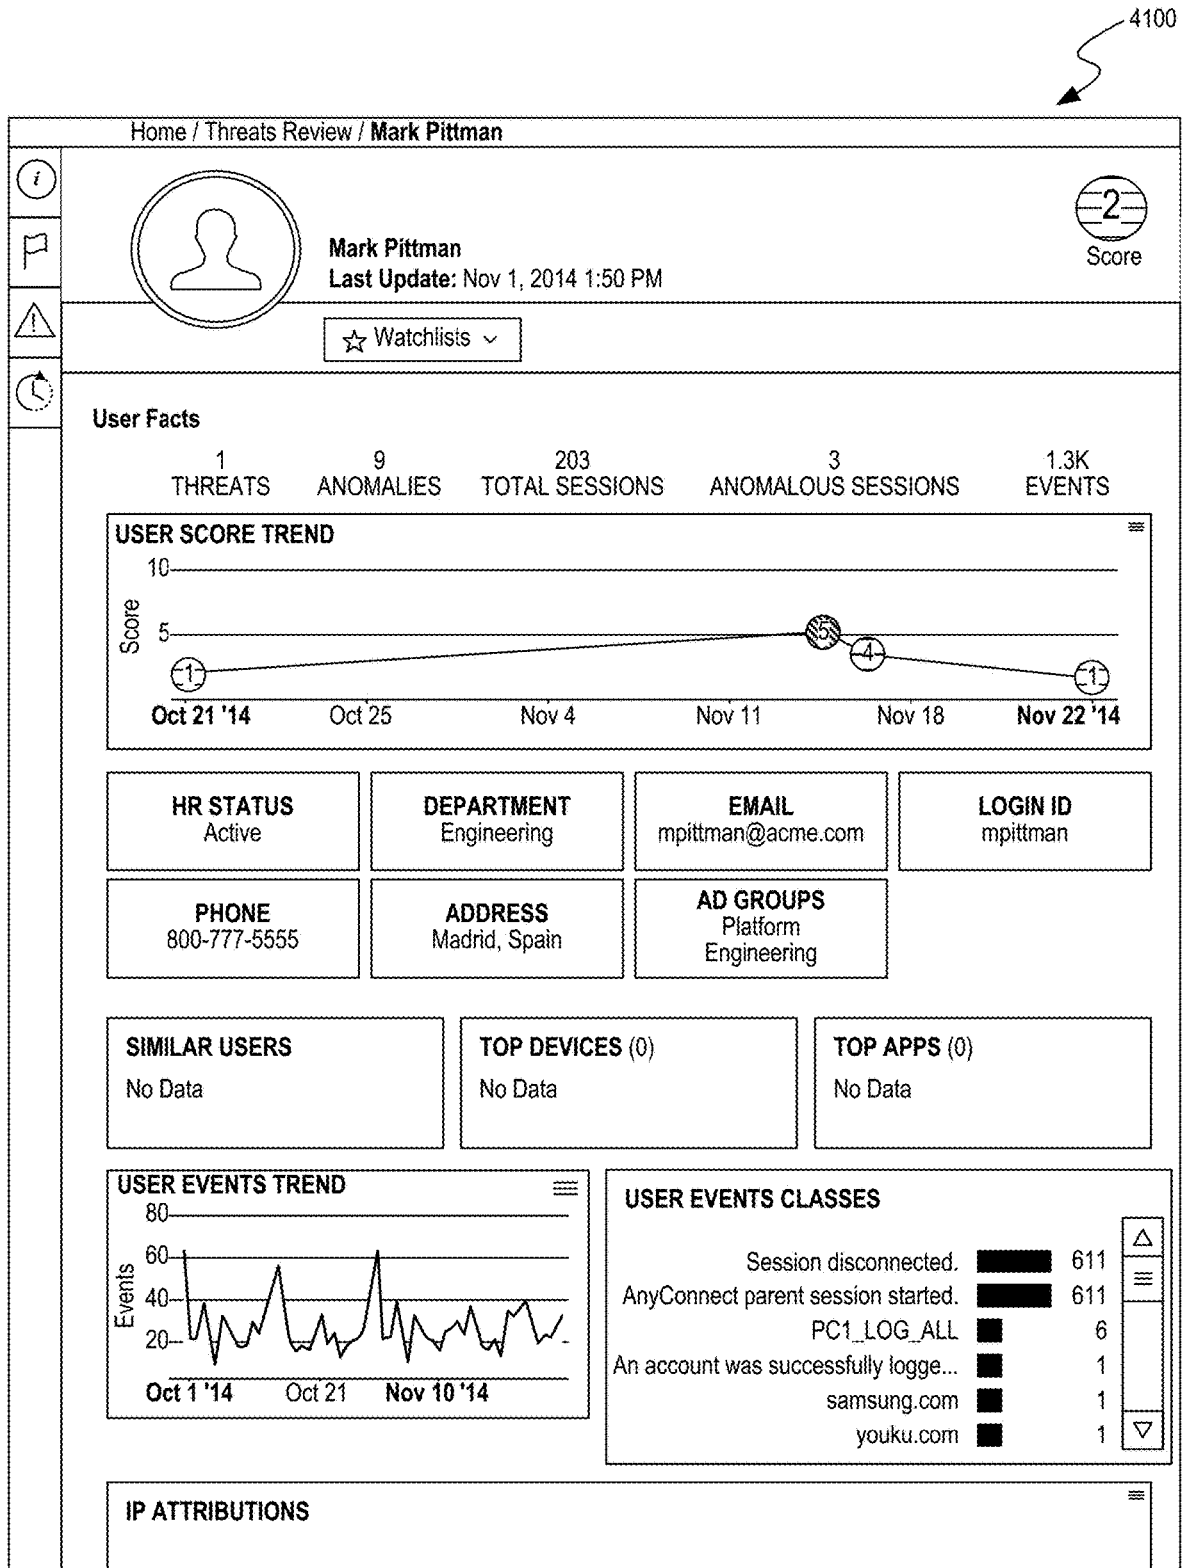 4100
Home / Threats Review / Mark Pittman
i
2
Score
Mark Pittman
Last Update: Nov 1, 2014 1:50 PM
Watchlists
User Facts
1 9 203 3 1.3K
THREATS ANOMALIES TOTAL SESSIONS ANOMALOUS SESSIONS EVENTS
USER SCORE TREND
10
Score
5
1 5 4 1
Oct 21 '14 Oct 25 Nov 4 Nov 11 Nov 18 Nov 22 '14
HR STATUS DEPARTMENT EMAIL LOGIN ID
Active Engineering mpittman@acme.com mpittman
PHONE ADDRESS AD GROUPS
800-777-5555 Madrid, Spain Platform
Engineering
SIMILAR USERS TOP DEVICES (0) TOP APPS (0)
No Data No Data No Data
USER EVENTS TREND
80
60
Events
40
20
Oct 1 '14 Oct 21 Nov 10 '14
USER EVENTS CLASSES
Session disconnected. 611
AnyConnect parent session started. 611
PC1_LOG_ALL 6
An account was successfully logge... 1
samsung.com 1
youku.com 1
IP ATTRIBUTIONS